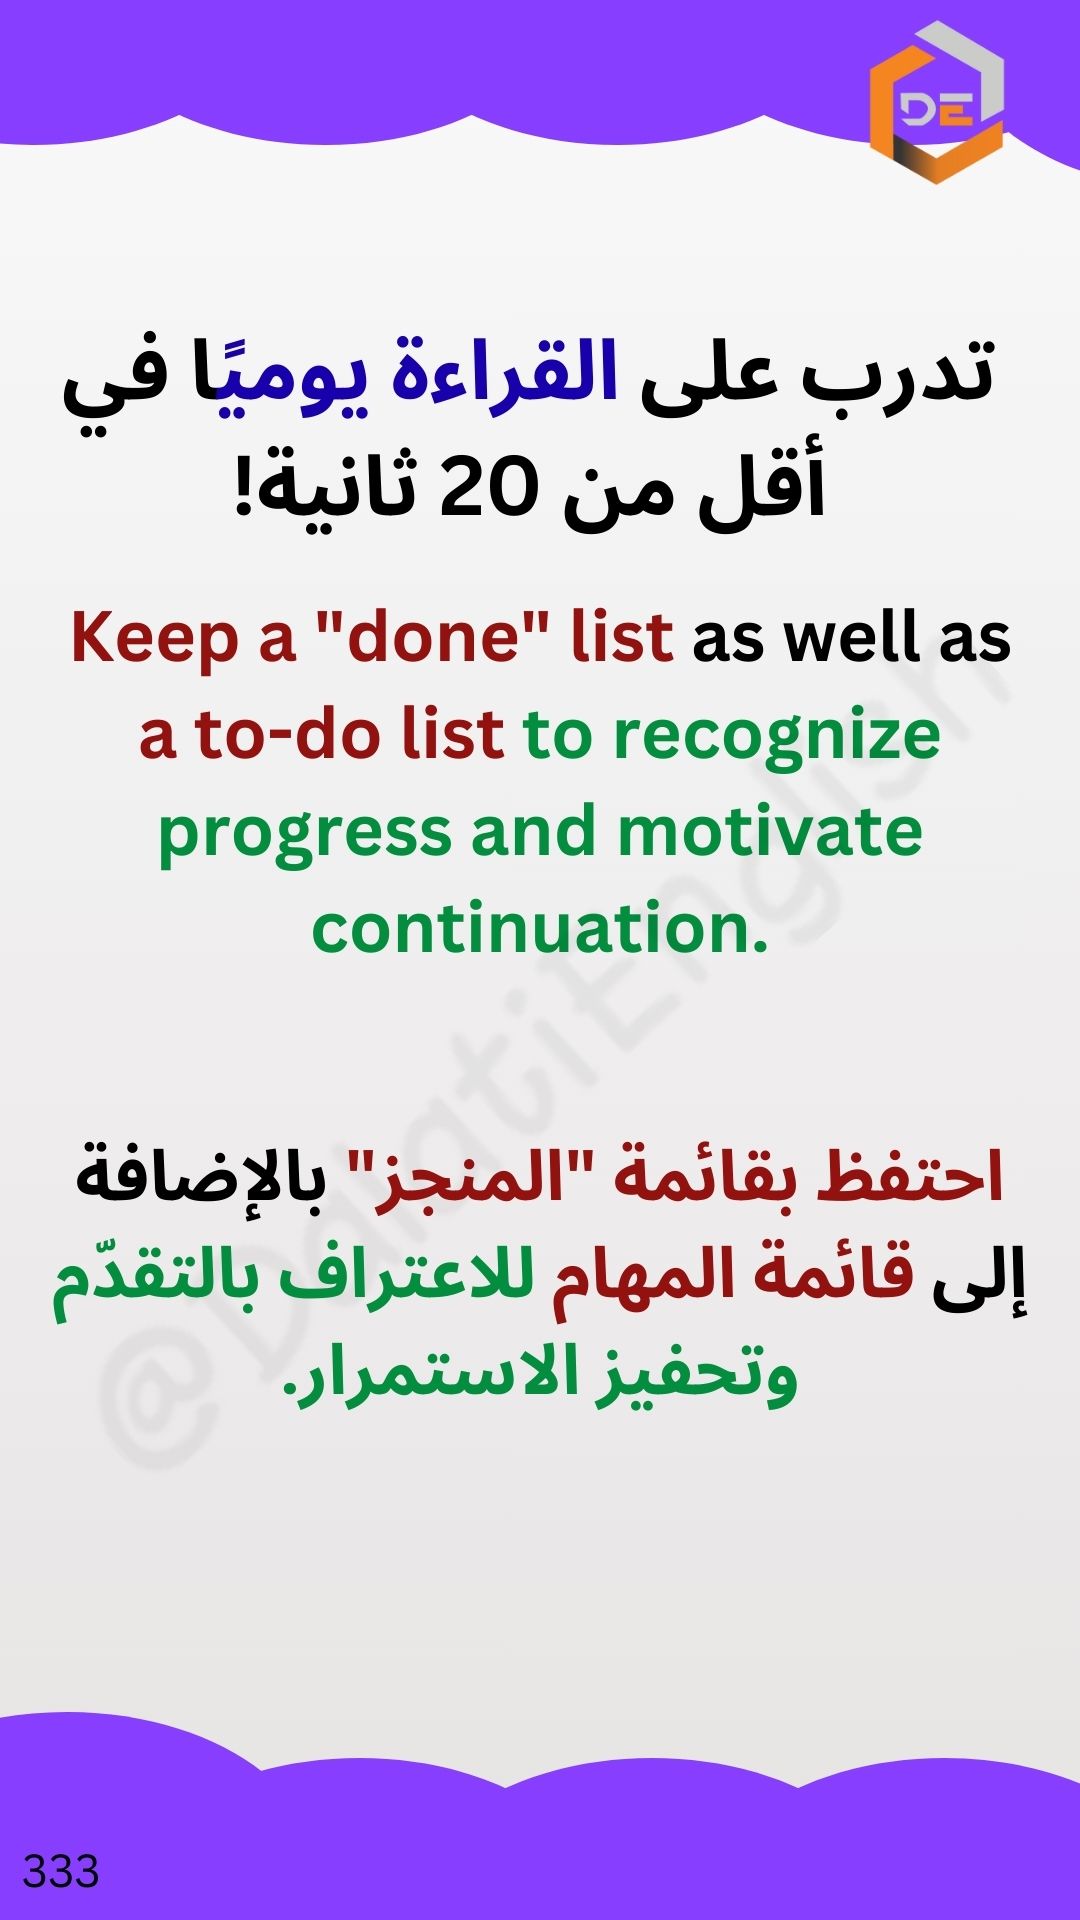 DE
تدرب على القراءة يوميًا في
أقل من 20 ثانية!
Keep a "done" list as well as
a to-do list to recognize
progress and motivate
continuation.
@DalatiEnglish
احتفظ بقائمة "المنجز" بالإضافة
إلى قائمة المهام للاعتراف بالتقدّم
وتحفيز الاستمرار.
333